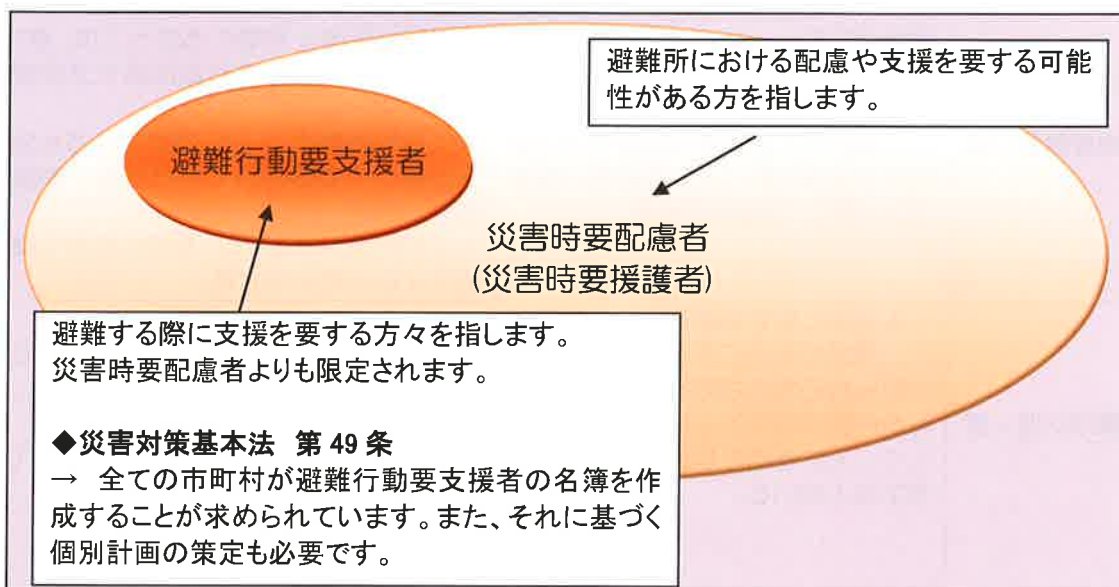 避難所における配慮や支援を要する可能
性がある方を指します。
避難行動要支援者
災害時要配慮者
(災害時要援護者)
避難する際に支援を要する方々を指します。
災害時要配慮者よりも限定されます。
◆災害対策基本法 第 49 条
→ 全ての市町村が避難行動要支援者の名簿を作
成することが求められています。また、それに基づく
個別計画の策定も必要です。